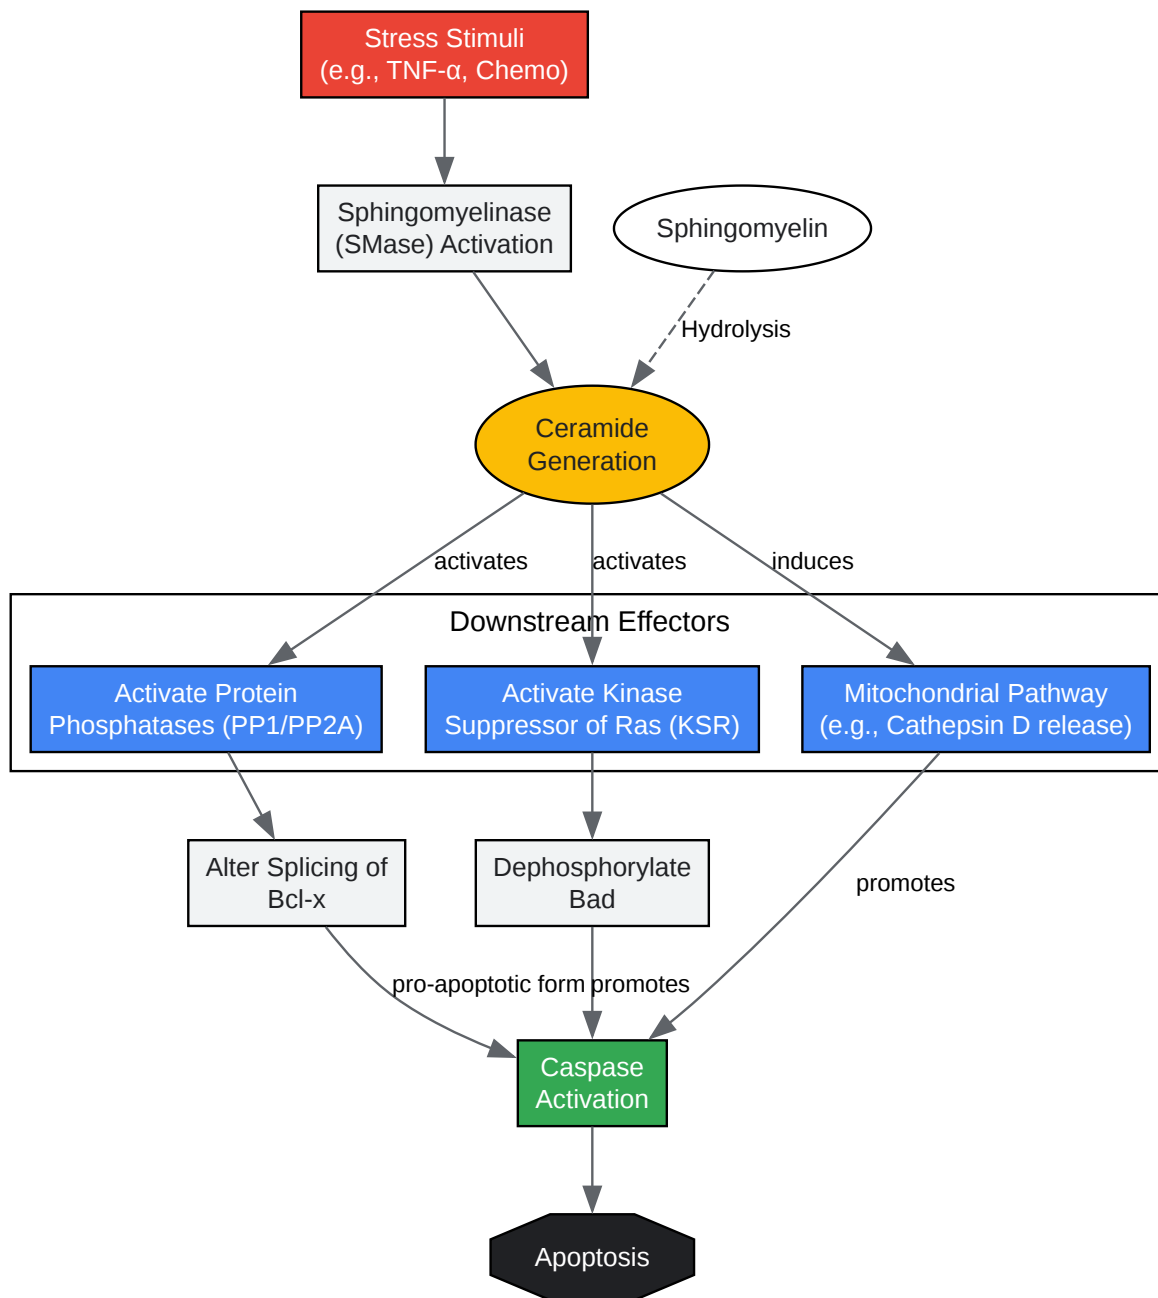 Stress Stimuli
(e.g., TNF-α, Chemo)
Sphingomyelinase
(SMase) Activation
Sphingomyelin
Hydrolysis
Ceramide
Generation
activates
activates
induces
Downstream Effectors
Activate Protein
Phosphatases (PP1/PP2A)
Activate Kinase
Suppressor of Ras (KSR)
Mitochondrial Pathway
(e.g., Cathepsin D release)
Alter Splicing of
Bcl-x
Dephosphorylate
Bad
promotes
pro-apoptotic form
promotes
Caspase
Activation
Apoptosis